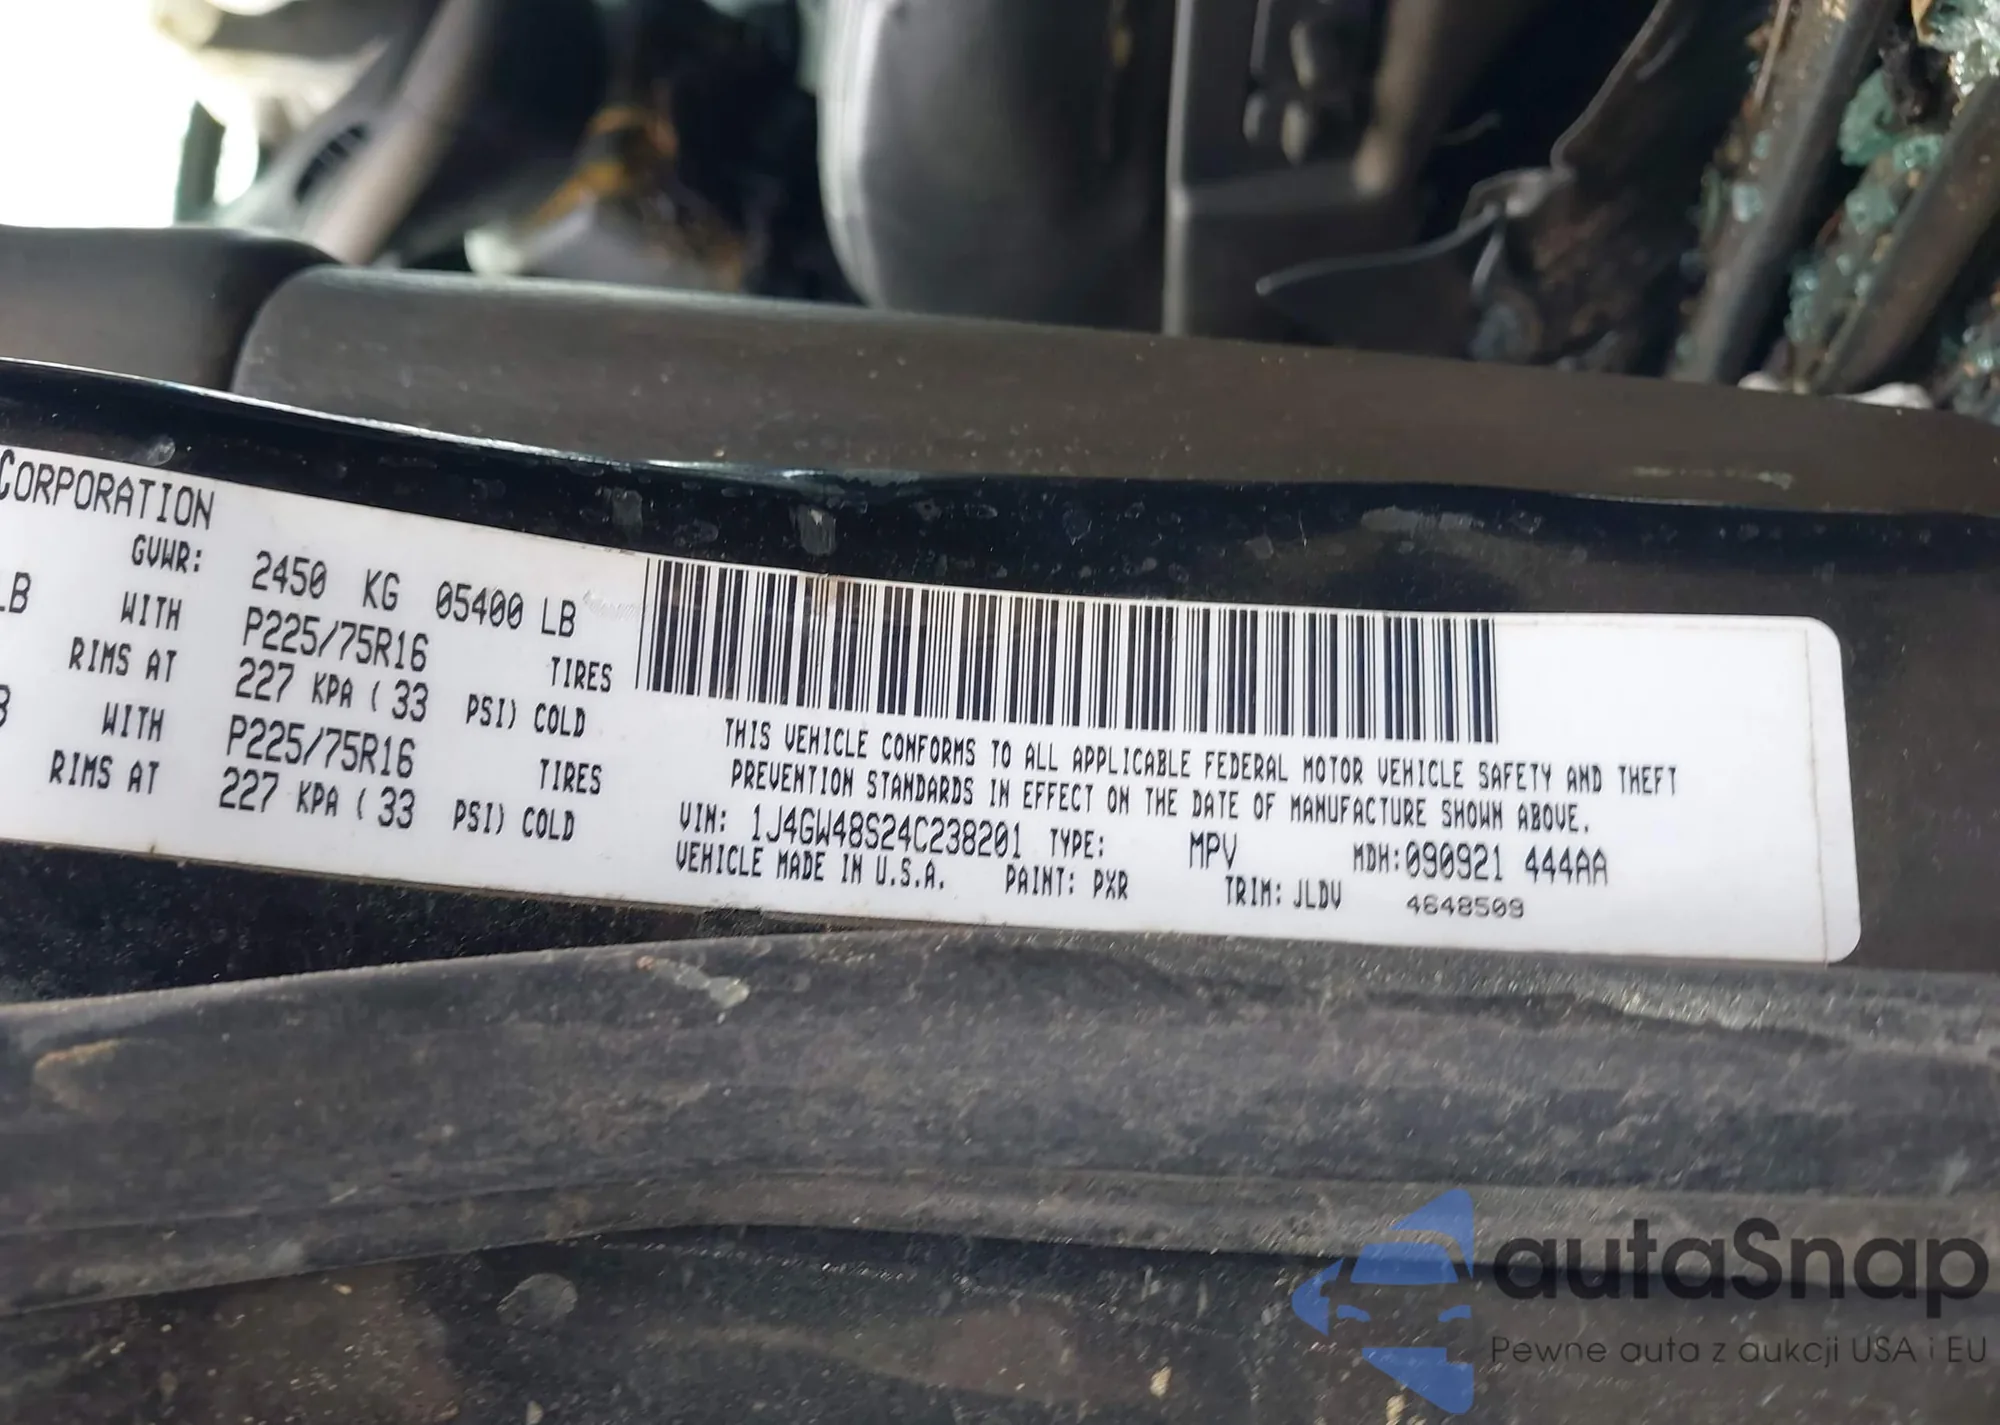 CORPORATION
GVWR: 2450 KG 05400 LB
LB WITH P225/75R16 TIRES
RIMS AT 227 KPA ( 33 PSI) COLD
WITH P225/75R16 TIRES
RIMS AT 227 KPA ( 33 PSI) COLD
THIS VEHICLE CONFORMS TO ALL APPLICABLE FEDERAL MOTOR VEHICLE SAFETY AND THEFT
PREVENTION STANDARDS IN EFFECT ON THE DATE OF MANUFACTURE SHOWN ABOVE.
VIN: 1J4GW48S24C238201 TYPE: MPV MDH:090921 444AA
VEHICLE MADE IN U.S.A. PAINT: PXR TRIM: JLDV 4648509
autaSnap
Pewne auta z aukcji USA i EU